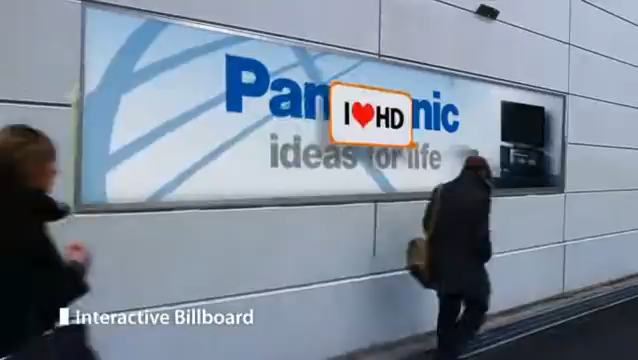 Pan nic
I ❤ HD
ideas for life
Interactive Billboard